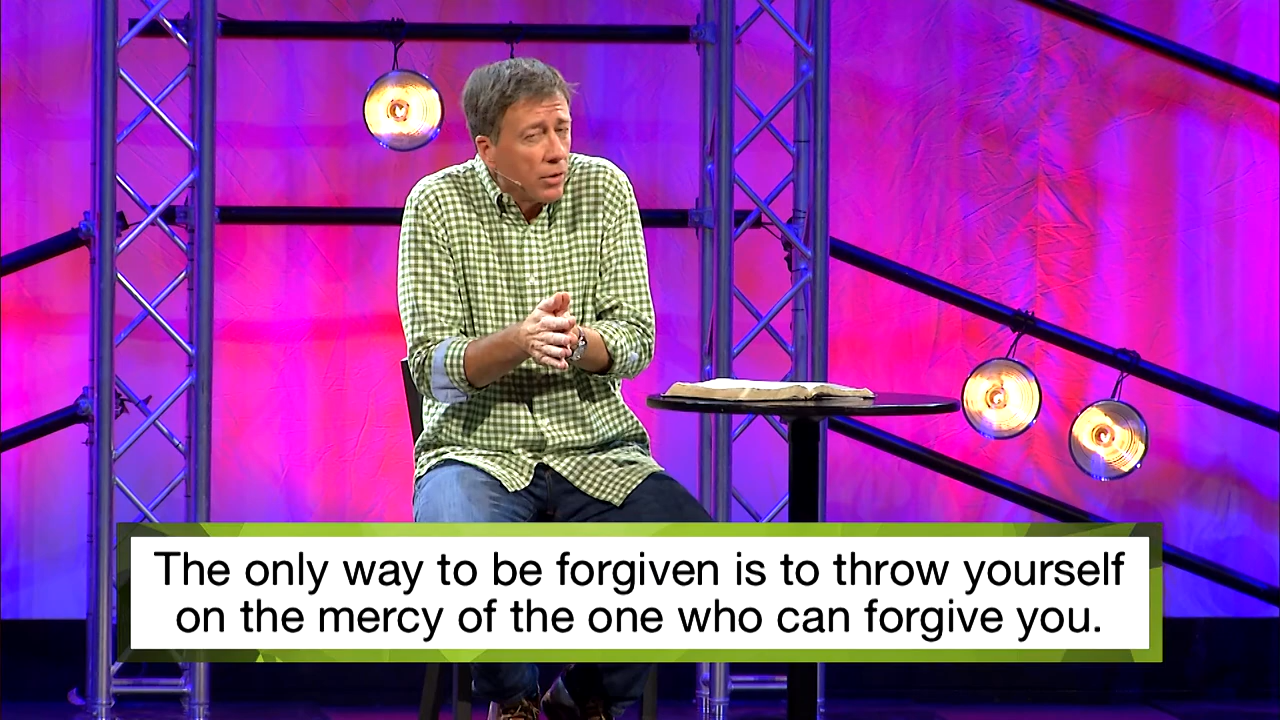 The only way to be forgiven is to throw yourself
on the mercy of the one who can forgive you.